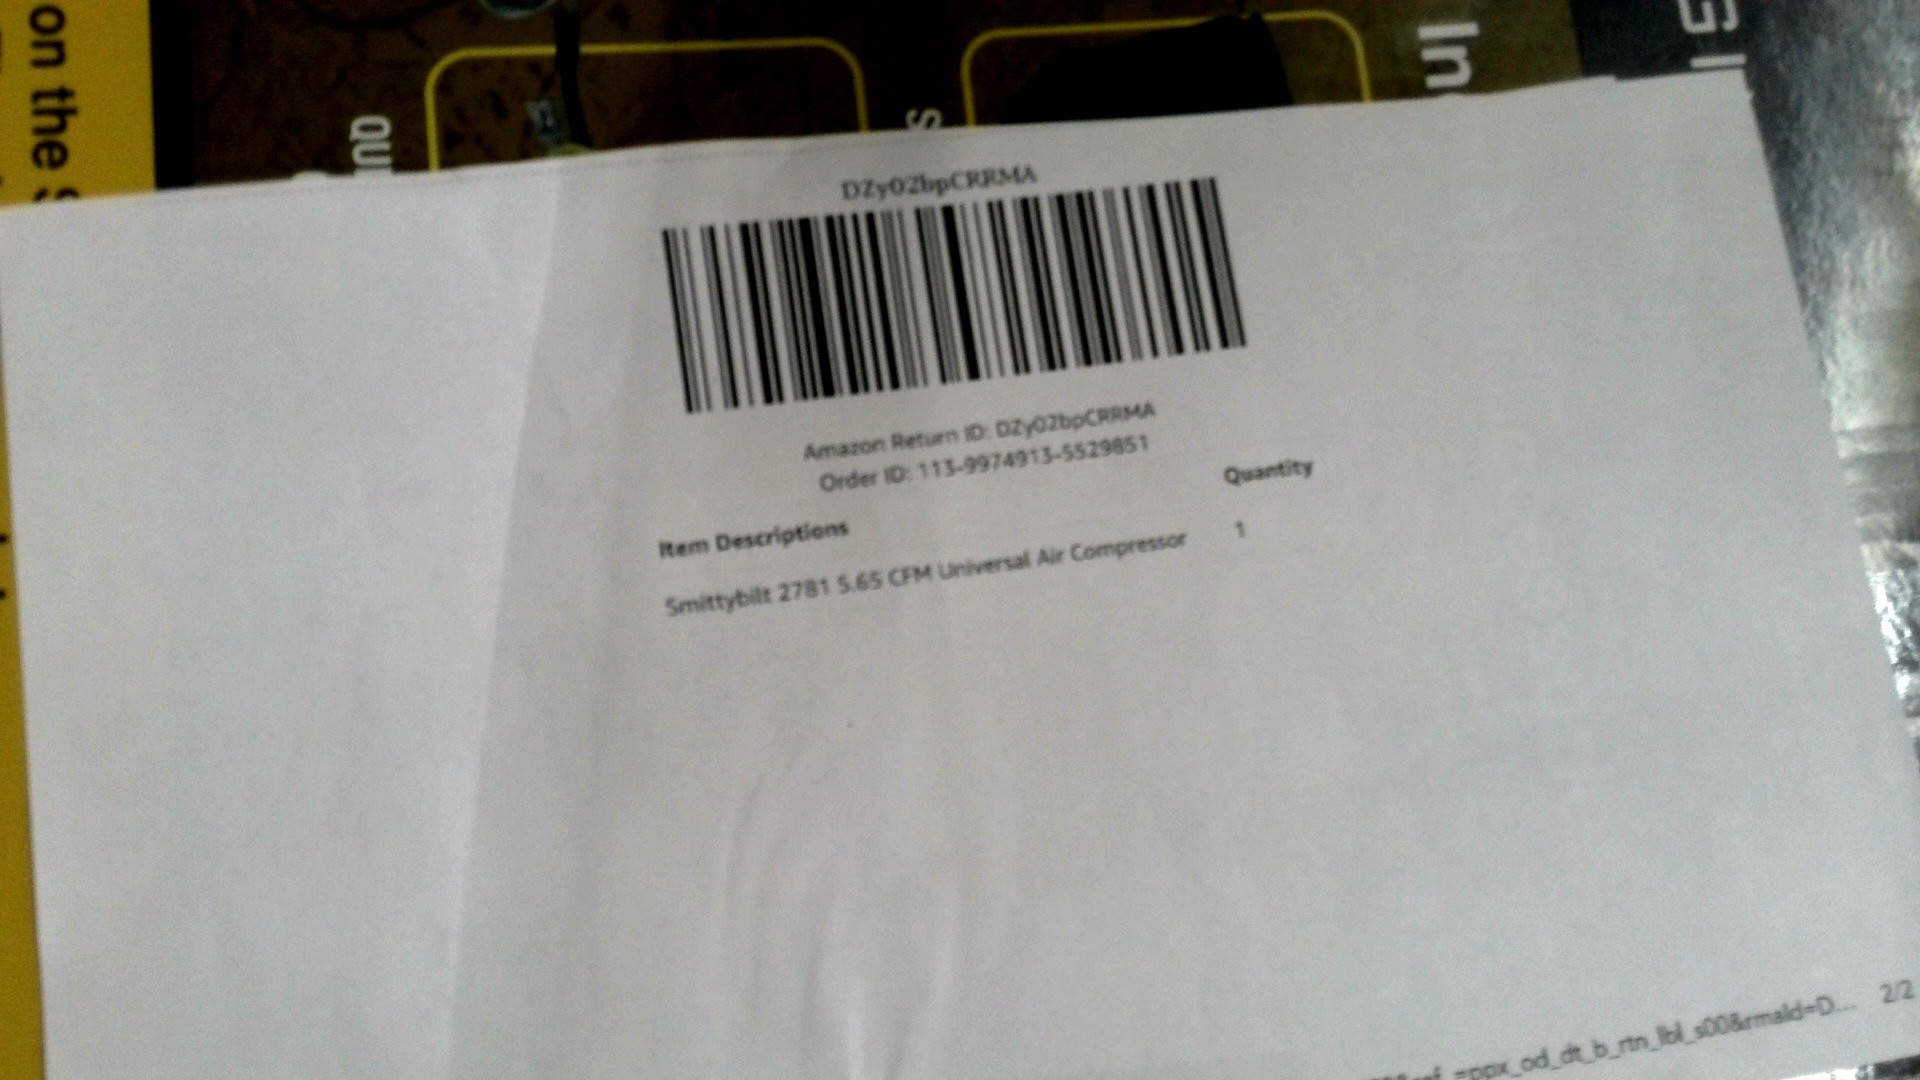 on the
In
DZy02bpCRRMA
Amazon Return ID: DZy02bpCRRMA
Order ID: 113-9974913-5529851
Item Descriptions Quantity
Smittybilt 2781 5.65 CFM Universal Air Compressor 1
_=ppx_od_dt_b_rtn_lbl_s00&rmaId=D... 2/2